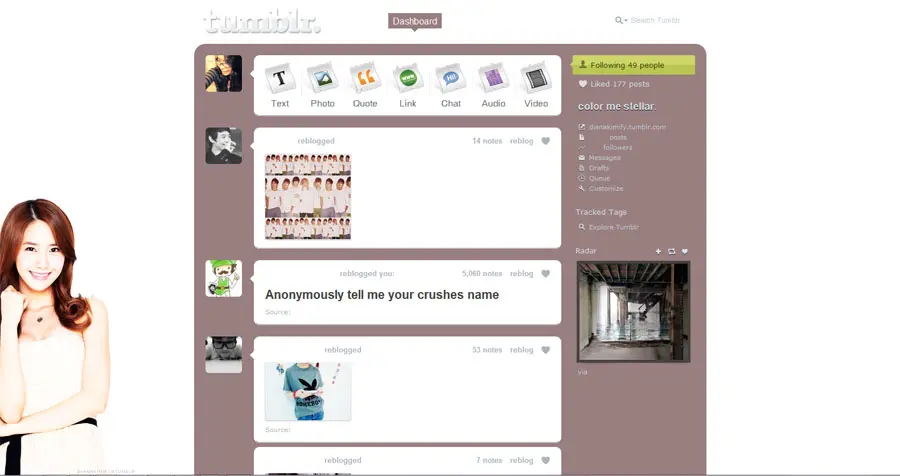 tumblr.
Dashboard
Search Tumblr
Text
Photo
Quote
Link
Chat
Audio
Video
Following 49 people
Liked 177 posts
color me stellar.
posts
followers
Messages
Drafts
Queue
Customize
Tracked Tags
Explore Tumblr
Radar
via
reblogged
14 notes reblog
reblogged you:
5,060 notes reblog
Anonymously tell me your crushes name
Source:
reblogged
53 notes reblog
Source:
reblogged
7 notes reblog